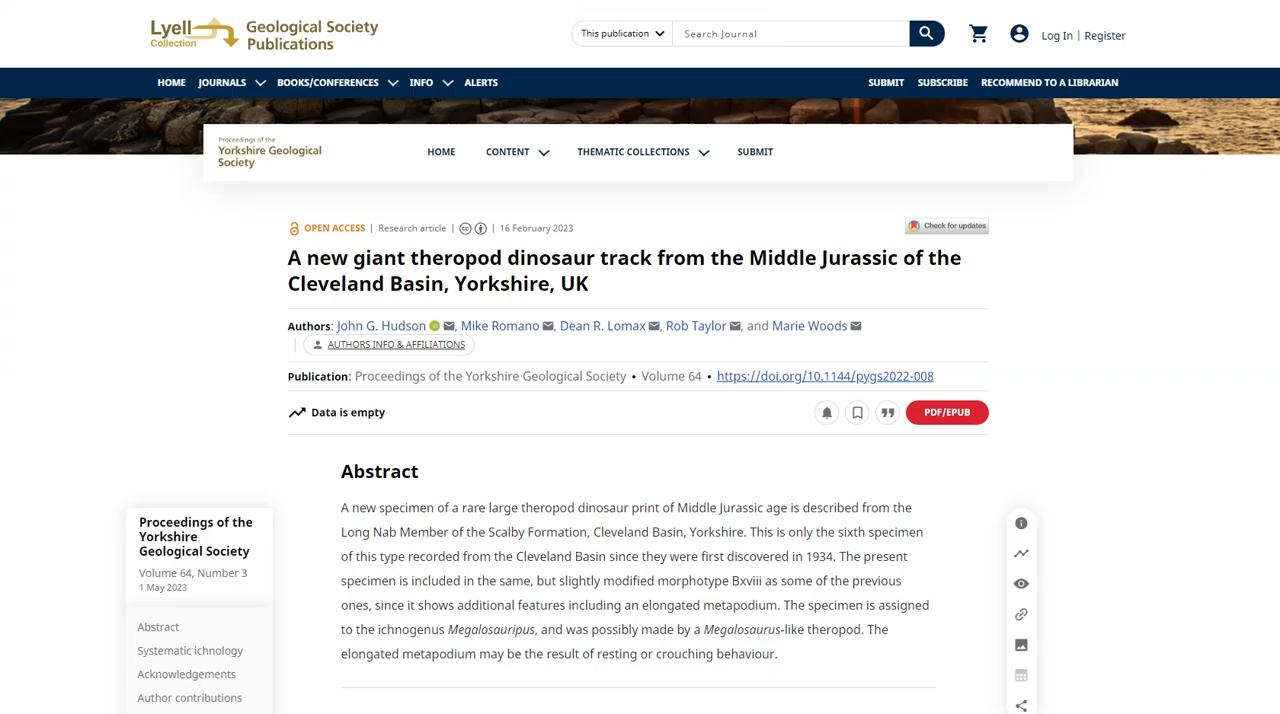 Lyell Collection
Geological Society Publications
This publication
Search Journal
Log In | Register
HOME JOURNALS BOOKS/CONFERENCES INFO ALERTS
SUBMIT SUBSCRIBE RECOMMEND TO A LIBRARIAN
Proceedings of the
Yorkshire Geological
Society
HOME CONTENT THEMATIC COLLECTIONS SUBMIT
OPEN ACCESS | Research article | cc | 16 February 2023
Check for updates
A new giant theropod dinosaur track from the Middle Jurassic of the
Cleveland Basin, Yorkshire, UK
Authors: John G. Hudson iD, Mike Romano, Dean R. Lomax, Rob Taylor, and Marie Woods
| AUTHORS INFO & AFFILIATIONS
Publication: Proceedings of the Yorkshire Geological Society • Volume 64 • https://doi.org/10.1144/pygs2022-008
Data is empty
PDF/EPUB
Abstract
A new specimen of a rare large theropod dinosaur print of Middle Jurassic age is described from the
Long Nab Member of the Scalby Formation, Cleveland Basin, Yorkshire. This is only the sixth specimen
of this type recorded from the Cleveland Basin since they were first discovered in 1934. The present
specimen is included in the same, but slightly modified morphotype Bxviii as some of the previous
ones, since it shows additional features including an elongated metapodium. The specimen is assigned
to the ichnogenus Megalosauripus, and was possibly made by a Megalosaurus-like theropod. The
elongated metapodium may be the result of resting or crouching behaviour.
Proceedings of the
Yorkshire
Geological Society
Volume 64, Number 3
1 May 2023
Abstract
Systematic ichnology
Acknowledgements
Author contributions